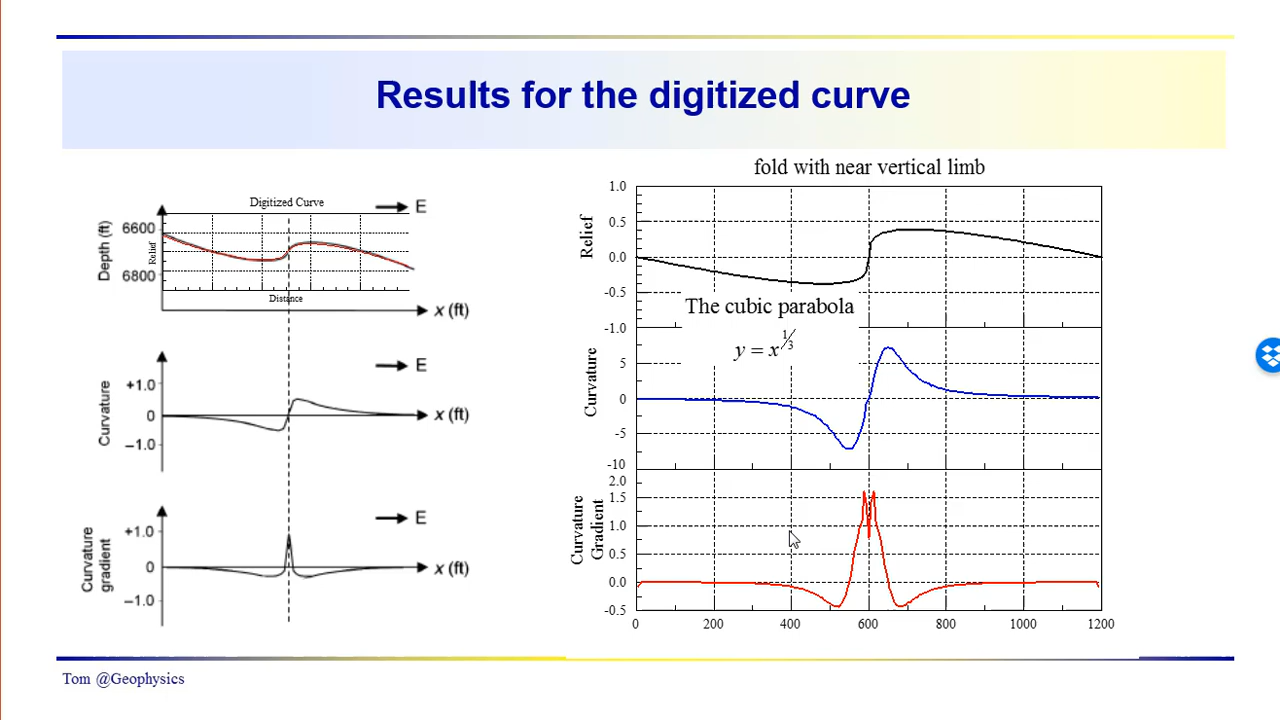 Results for the digitized curve
Digitized Curve
E
Depth (ft)
6600
6800
Relief
Distance
x (ft)
E
Curvature
+1.0
0
−1.0
x (ft)
E
Curvature
gradient
+1.0
0
−1.0
x (ft)
fold with near vertical limb
Relief
1.0
0.5
0.0
-0.5
-1.0
The cubic parabola
y = x^{1/3}
Curvature
5
0
-5
-10
Curvature
Gradient
2.0
1.5
1.0
0.5
0.0
-0.5
0 200 400 600 800 1000 1200
Tom @Geophysics